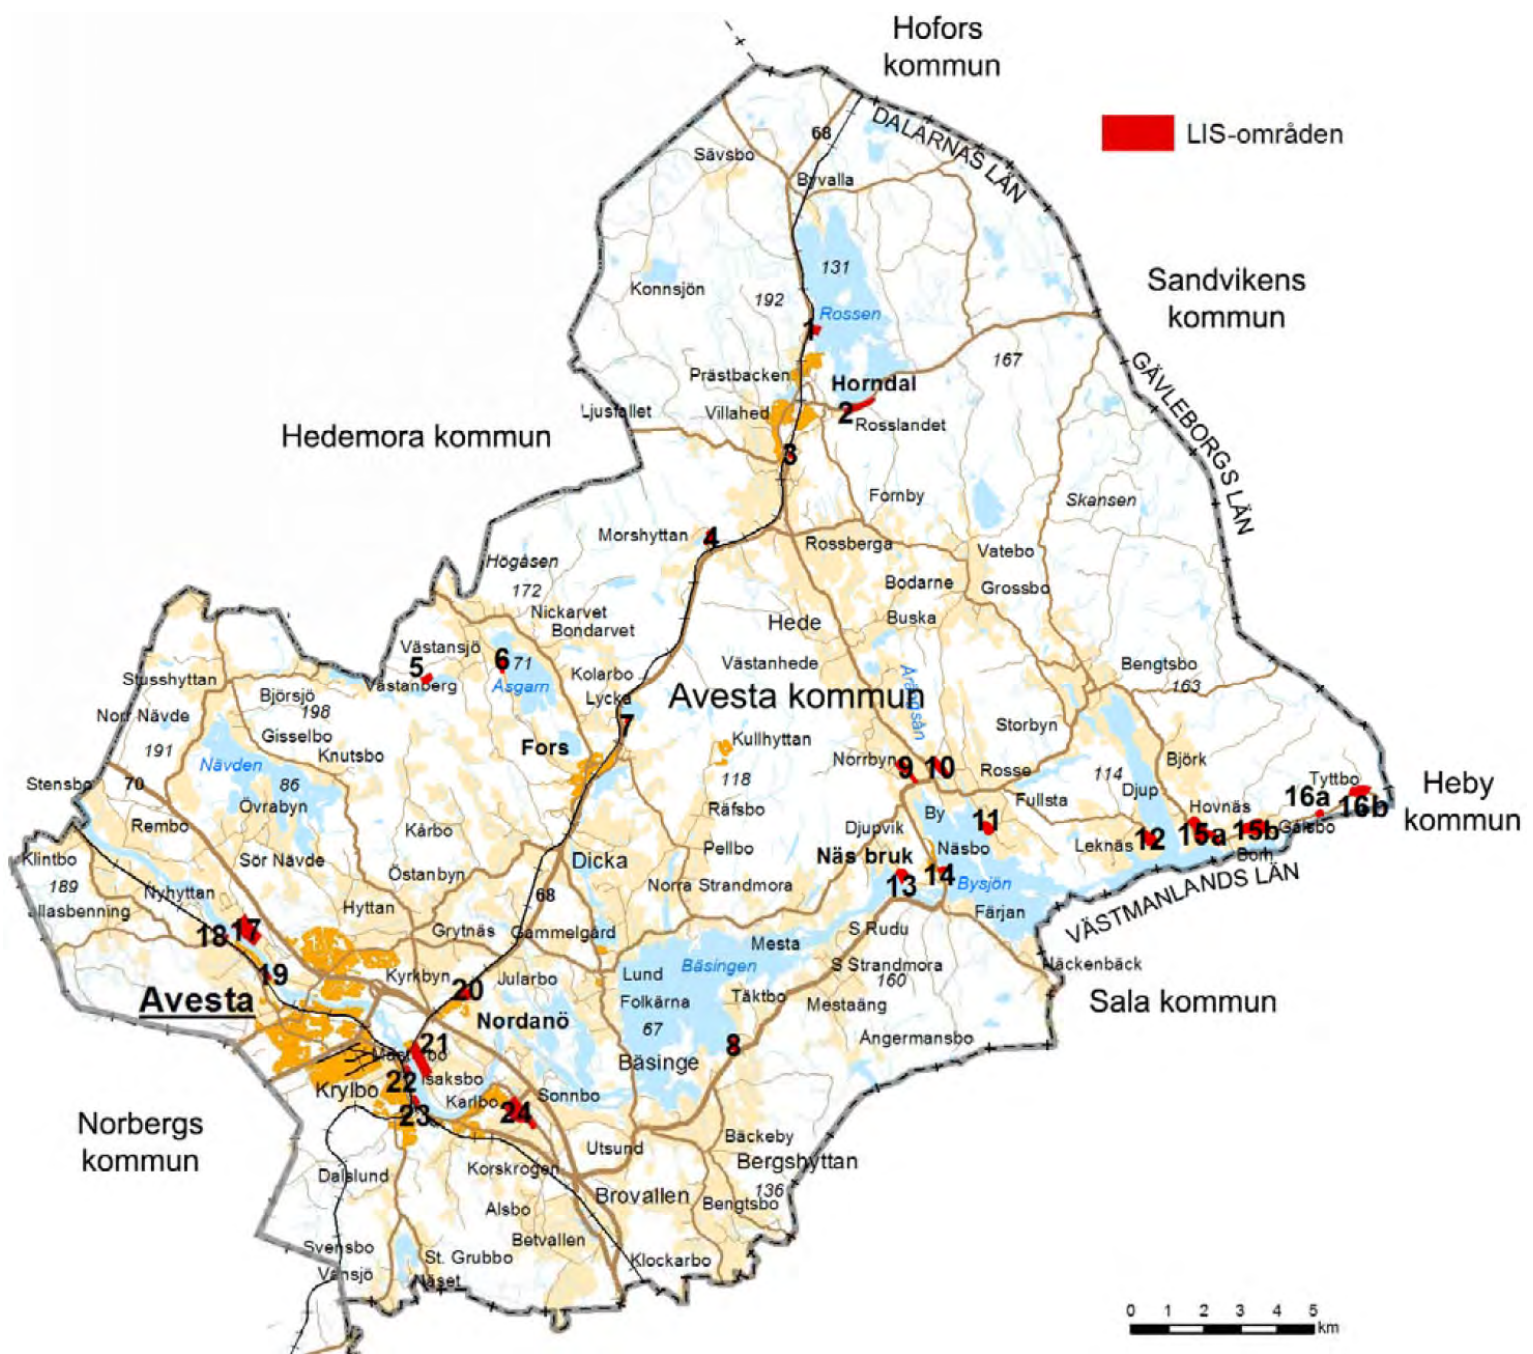 Hofors
kommun
LIS-områden
DALARNAS LÄN
68
Sävsbo
Byvalla
131
Konnsjön
192
Rossen
Sandvikens
kommun
1
167
GÄVLEBORGS LÄN
Prästbacken
Horndal
Ljusfallet
Villahed
2
Rosslandet
Hedemora kommun
3
Fornby
Skansen
Morshyttan
4
Rossberga
Högåsen
Vatebo
172
Bodarne
Grossbo
Nickarvet
Buska
Bondarvet
Hede
Västansjö
5
6
71
Kolarbo
Västanhede
Bengtsbo
163
Stusshyttan
Västanberg
Asgarn
Lycka
Avesta kommun
Årängsån
Björsjö
198
Norr Nävde
Gisselbo
7
Storbyn
191
Knutsbo
Fors
Kullhyttan
Nävden
Norrbyn
9
10
Rosse
Björk
Stensbo
70
86
118
114
Tyttbo
Övrabyn
Räfsbo
Fullsta
Djup
16a
16b
Heby
kommun
Rembo
Kårbo
Djupvik
By
11
Hovnäs
Klintbo
Sör Nävde
Pellbo
Näsbo
Leknäs
12
15a
15b
Gålsbo
Dicka
Näs bruk
189
Östanbyn
Norra Strandmora
13
14
Bysjön
Nyhyttan
Hyttan
68
Färjan
VÄSTMANLANDS LÄN
18
17
Grytnäs
Gammelgård
Mesta
S Rudu
19
Kyrkbyn
Jularbo
Lund
Bäsingen
S Strandmora
Näckenbäck
160
20
Folkärna
Täktbo
Mestaäng
Sala kommun
Avesta
Nordanö
67
Angermansbo
21
8
Bäsinge
22
Isaksbo
Krylbo
Karlbo
Sonnbo
23
24
Norbergs
kommun
Utsund
Bäckeby
Bergshyttan
Korskrogen
Dalslund
136
Brovallen
Bengtsbo
Alsbo
Svensbo
Betvallen
St. Grubbo
Klockarbo
Vansjö
Näset
0 1 2 3 4 5
km